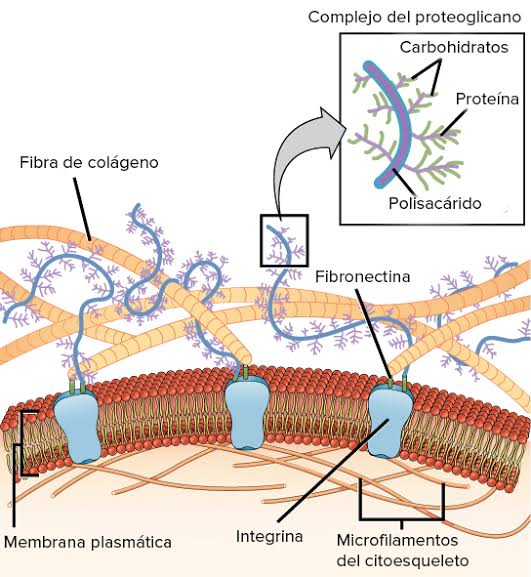 Complejo del proteoglicano
Carbohidratos
Proteína
Polisacárido
Fibra de colágeno
Fibronectina
Membrana plasmática
Integrina
Microfilamentos
del citoesqueleto